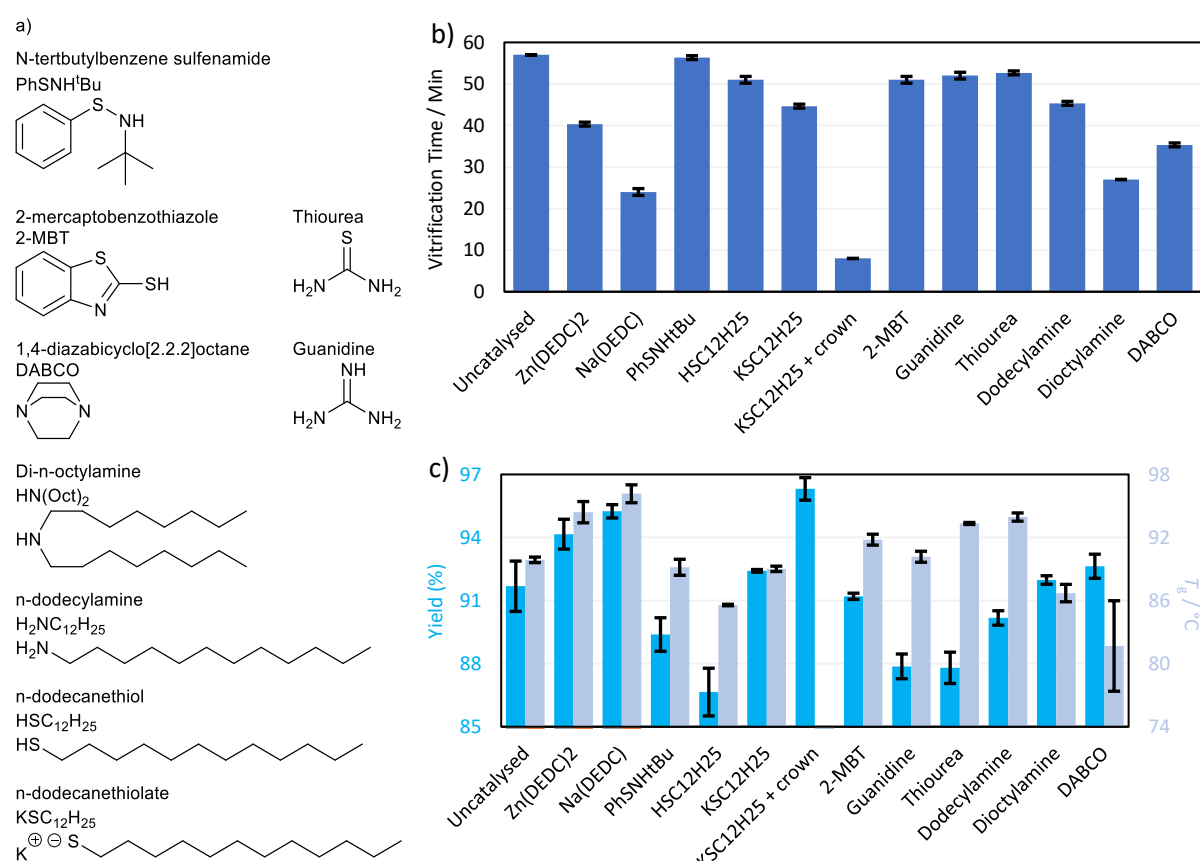 a)
N-tertbutylbenzene sulfenamide
PhSNHᵗBu
S
NH
2-mercaptobenzothiazole
2-MBT
S
SH
N
Thiourea
S
H₂N NH₂
1,4-diazabicyclo[2.2.2]octane
DABCO
N N
Guanidine
NH
H₂N NH₂
Di-n-octylamine
HN(Oct)₂
HN
n-dodecylamine
H₂NC₁₂H₂₅
H₂N
n-dodecanethiol
HSC₁₂H₂₅
HS
n-dodecanethiolate
KSC₁₂H₂₅
K⊕ ⊖S
b)
Vitrification Time / Min
60
50
40
30
20
10
0
Uncatalysed
Zn(DEDC)2
Na(DEDC)
PhSNHtBu
HSC12H25
KSC12H25
KSC12H25 + crown
2-MBT
Guanidine
Thiourea
Dodecylamine
Dioctylamine
DABCO
c)
Yield (%)
97
94
91
88
85
98
92
86
80
74
Tg / °C
Uncatalysed
Zn(DEDC)2
Na(DEDC)
PhSNHtBu
HSC12H25
KSC12H25
KSC12H25 + crown
2-MBT
Guanidine
Thiourea
Dodecylamine
Dioctylamine
DABCO